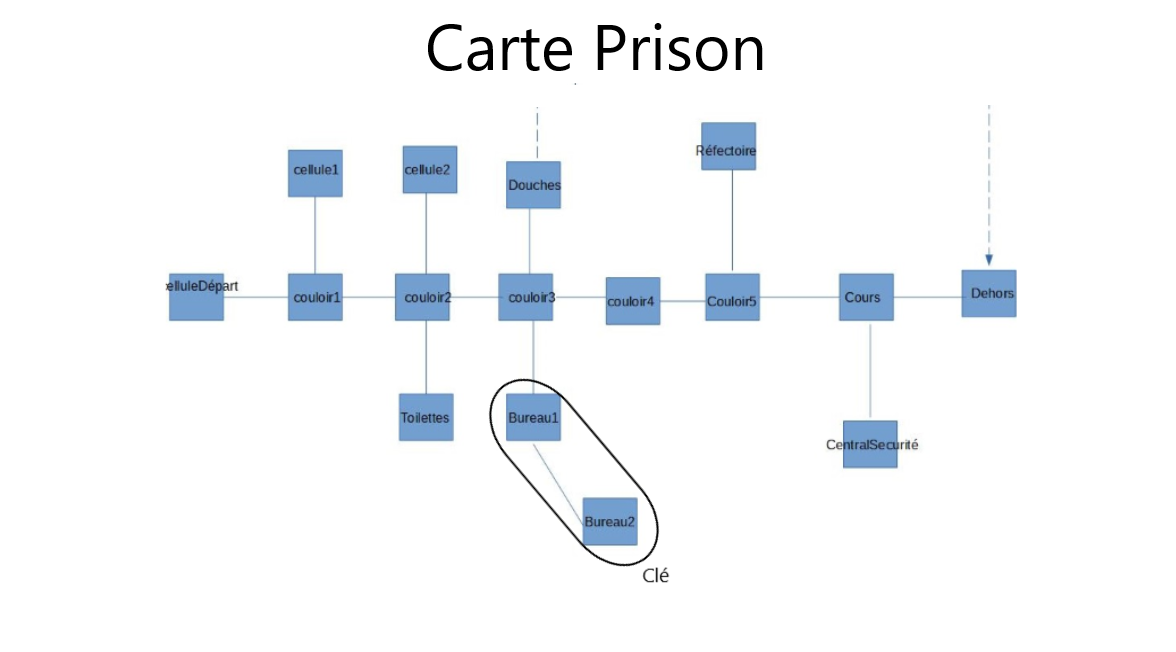 Carte Prison
Réfectoire
cellule1
cellule2
Douches
elluleDépart
couloir1
couloir2
couloir3
couloir4
Couloir5
Cours
Dehors
Toilettes
Bureau1
CentralSecurité
Bureau2
Clé